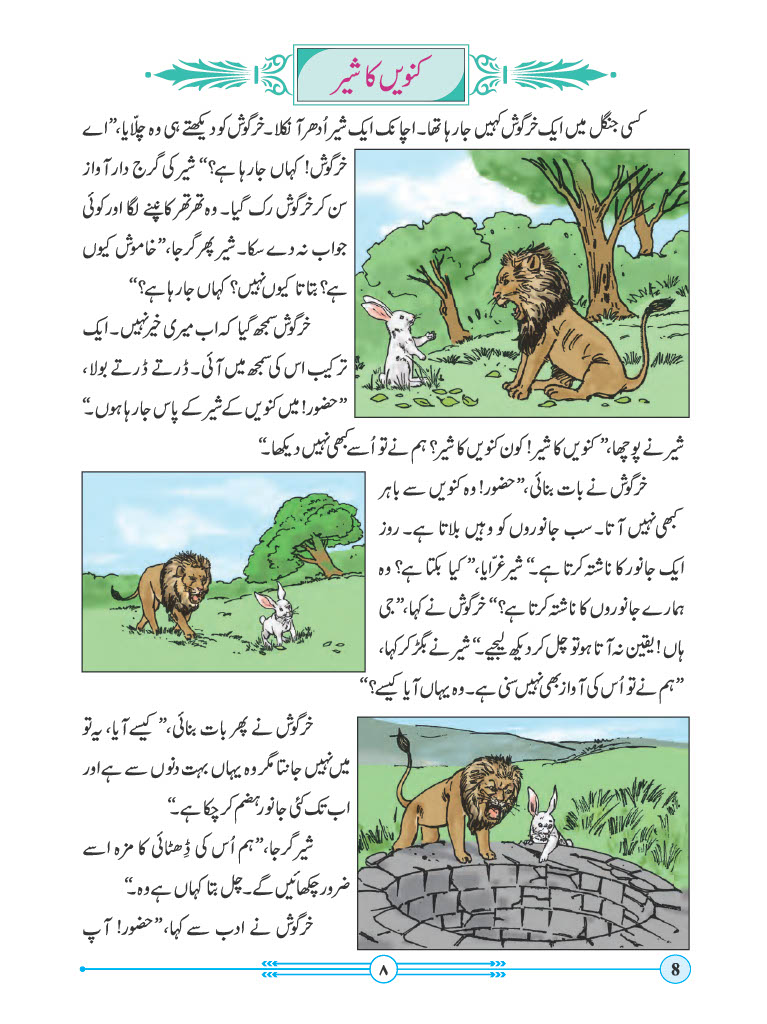 کنویں کا شیر
کسی جنگل میں ایک خرگوش کہیں جا رہا تھا۔ اچانک ایک شیر اُدھر آ نکلا۔ خرگوش کو دیکھتے ہی وہ چلّایا، ”اے
خرگوش! کہاں جا رہا ہے؟“ شیر کی گرج دار آواز
سن کر خرگوش رک گیا۔ وہ تھر تھر کانپنے لگا اور کوئی
جواب نہ دے سکا۔ شیر پھر گرجا، ”خاموش کیوں
ہے؟ بتاتا کیوں نہیں؟ کہاں جا رہا ہے؟“
خرگوش سمجھ گیا کہ اب میری خیر نہیں۔ ایک
ترکیب اس کی سمجھ میں آئی۔ ڈرتے ڈرتے بولا،
”حضور! میں کنویں کے شیر کے پاس جا رہا ہوں۔“
شیر نے پوچھا، ”کنویں کا شیر! کون کنویں کا شیر؟ ہم نے تو اُسے کبھی نہیں دیکھا۔“
خرگوش نے بات بنائی، ”حضور! وہ کنویں سے باہر
کبھی نہیں آتا۔ سب جانوروں کو وہیں بلاتا ہے۔ روز
ایک جانور کا ناشتہ کرتا ہے۔“ شیر غرّایا، ”کیا بکتا ہے؟ وہ
ہمارے جانوروں کا ناشتہ کرتا ہے؟“ خرگوش نے کہا، ”جی
ہاں! یقین نہ آتا ہو تو چل کر دیکھ لیجیے۔“ شیر نے بگڑ کر کہا،
”ہم نے تو اُس کی آواز بھی نہیں سنی ہے۔ وہ یہاں آیا کیسے؟“
خرگوش نے پھر بات بنائی، ”کیسے آیا، یہ تو
میں نہیں جانتا مگر وہ یہاں بہت دنوں سے ہے اور
اب تک کئی جانور ہضم کر چکا ہے۔“
شیر گرجا، ”ہم اُس کی ڈِھٹائی کا مزہ اسے
ضرور چکھائیں گے۔ چل بتا کہاں ہے وہ۔“
خرگوش نے ادب سے کہا، ”حضور! آپ
۸
8